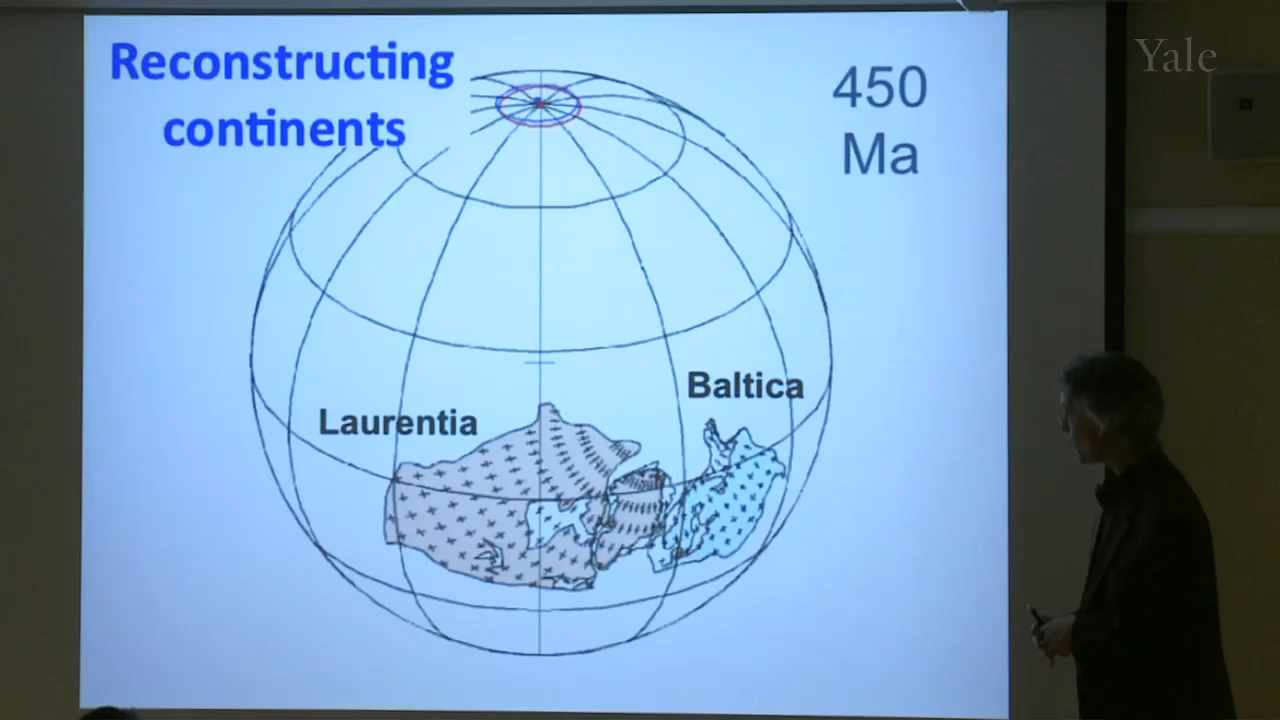 Reconstructing
continents
450
Ma
Laurentia
Baltica
Yale